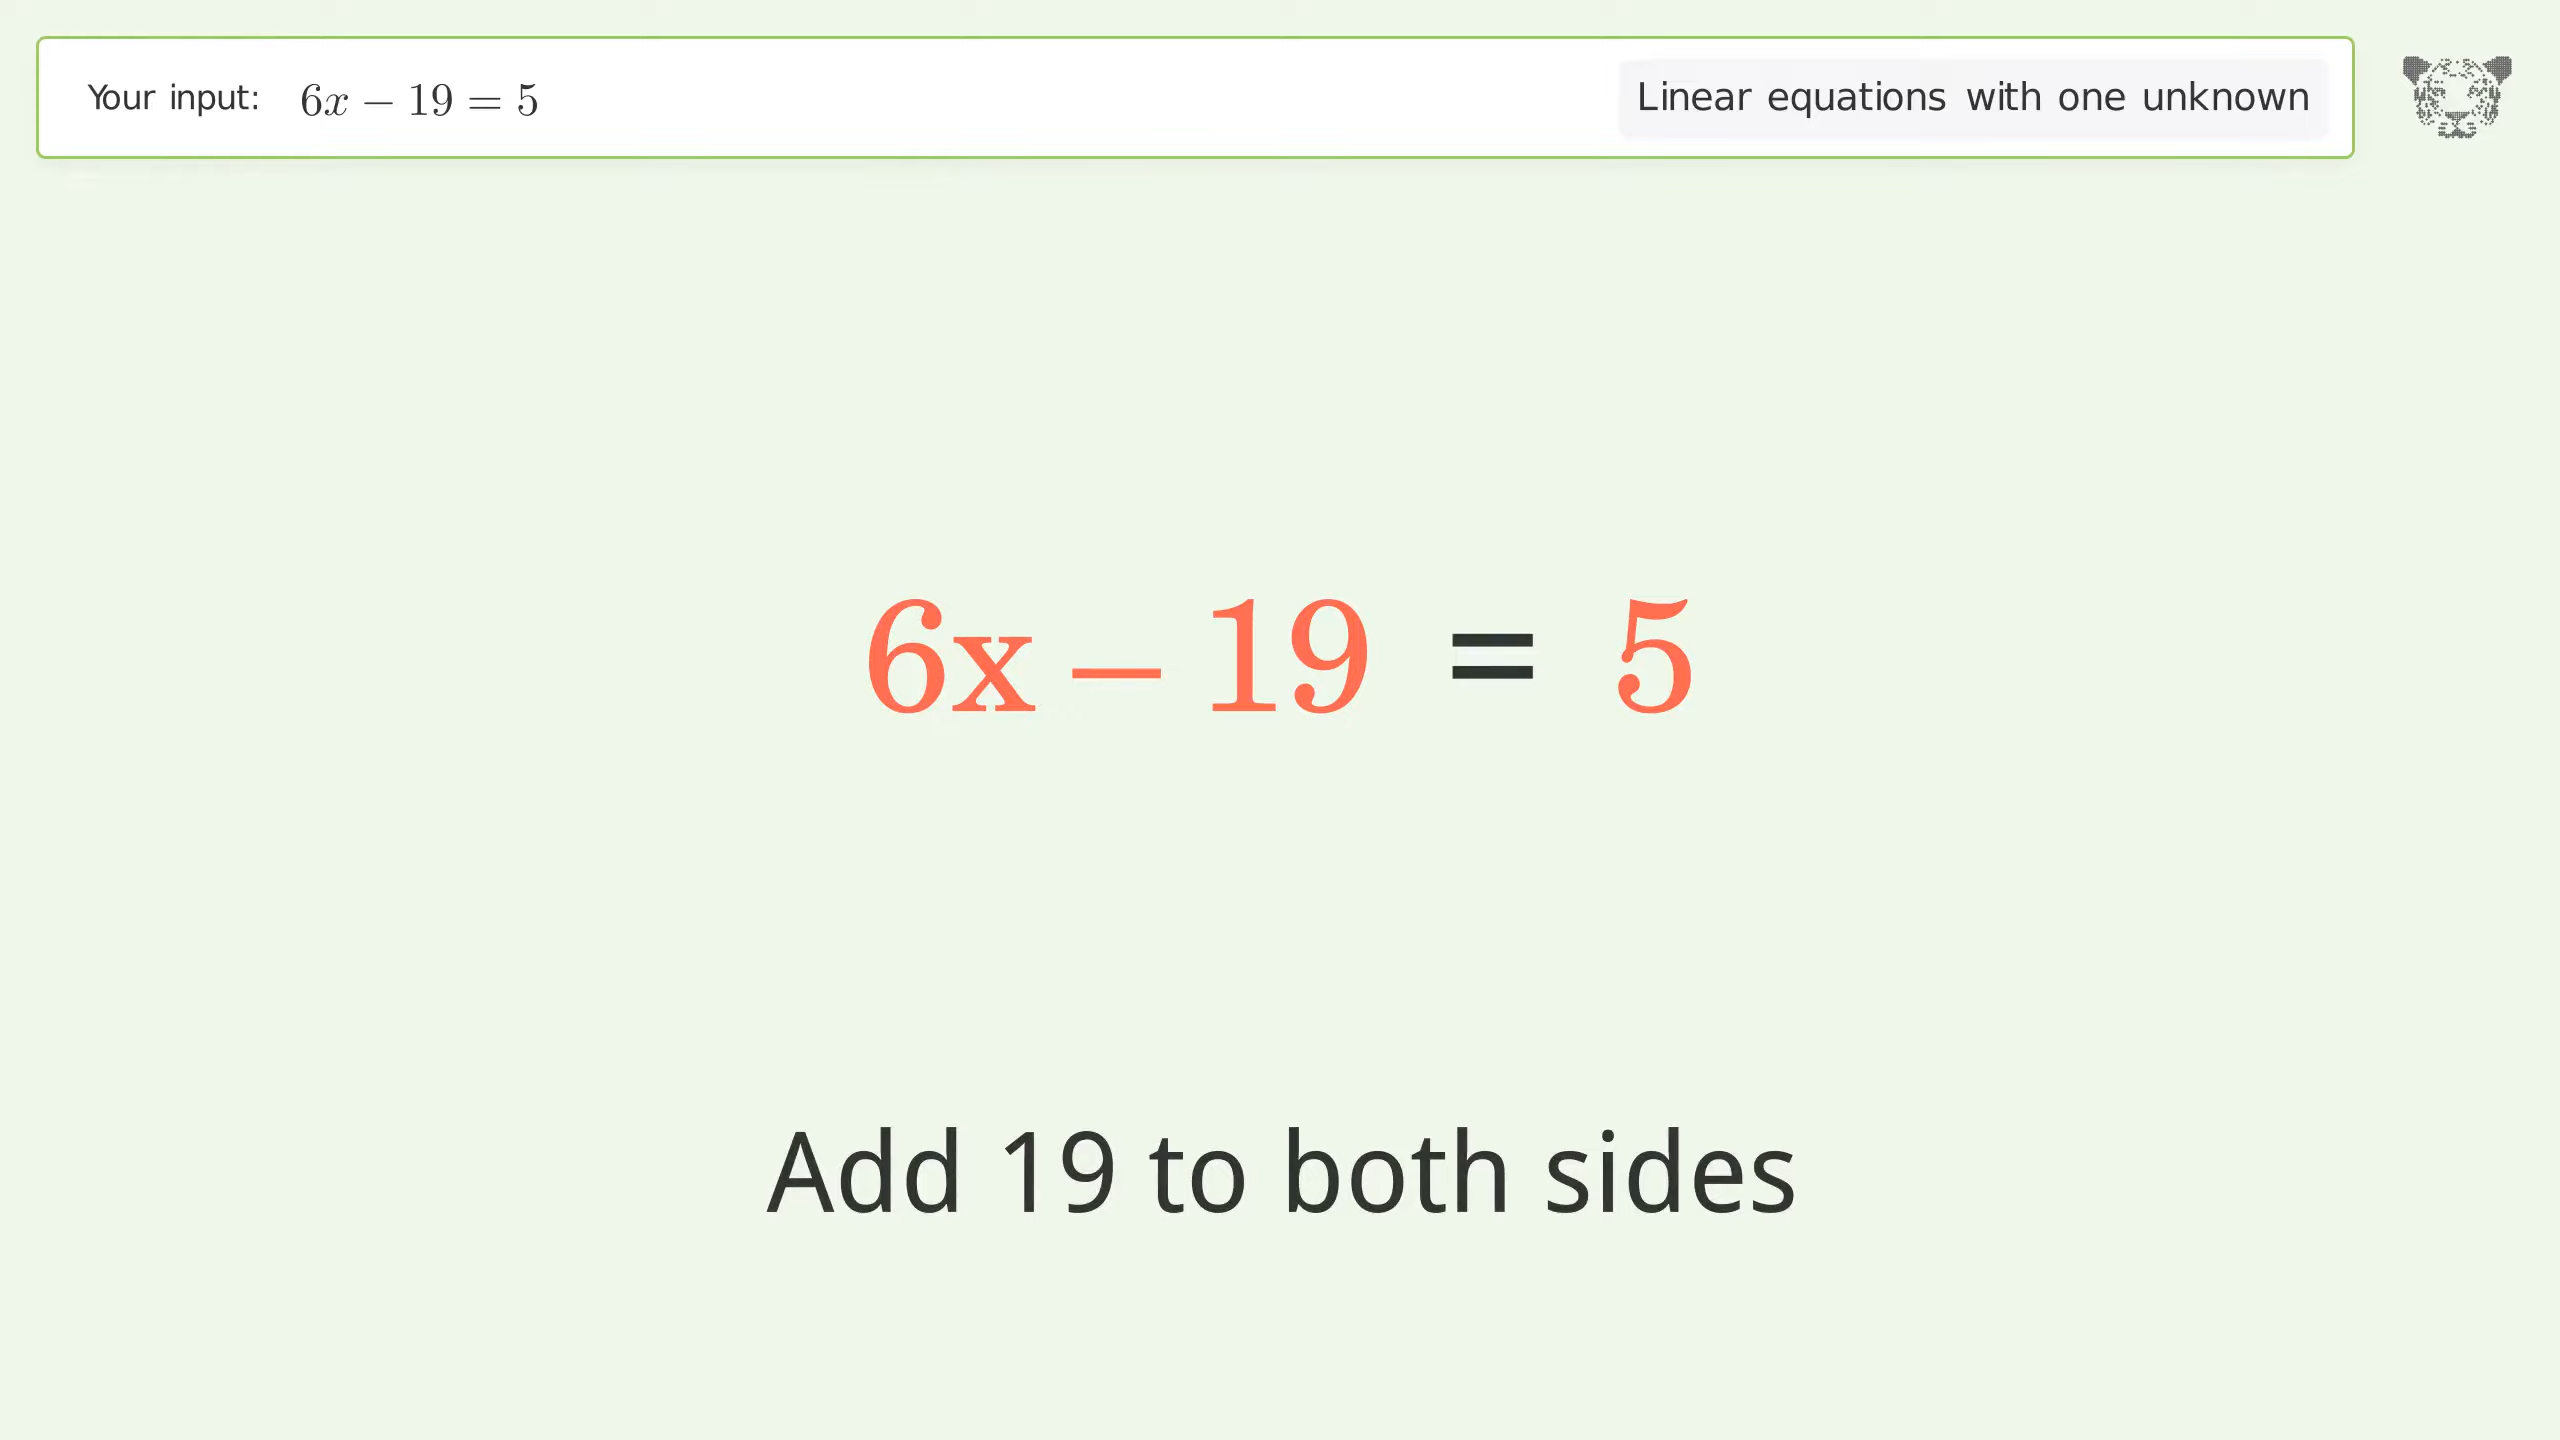 Your input: 6x − 19 = 5
Linear equations with one unknown
6x – 19 = 5
Add 19 to both sides